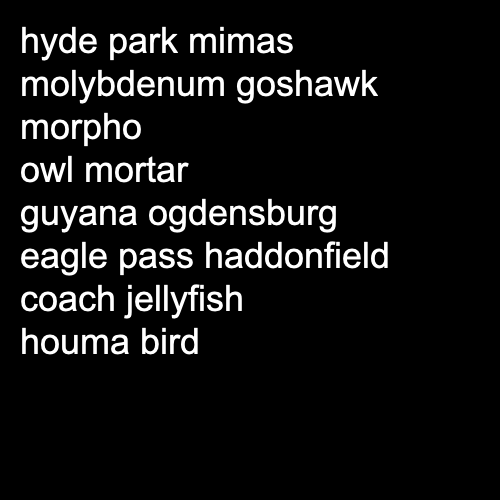 hyde park mimas
molybdenum goshawk
morpho
owl mortar
guyana ogdensburg
eagle pass haddonfield
coach jellyfish
houma bird